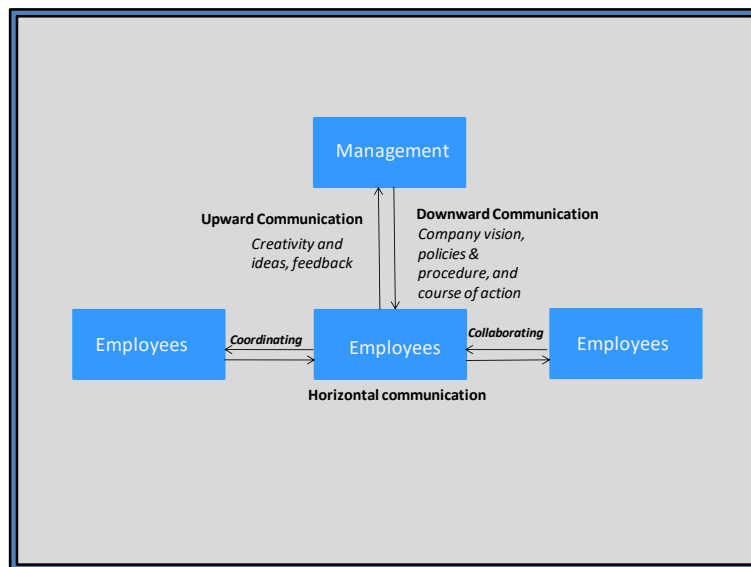 Management
Upward Communication
Creativity and
ideas, feedback
Downward Communication
Company vision,
policies &
procedure, and
course of action
Employees
Coordinating
Employees
Collaborating
Employees
Horizontal communication